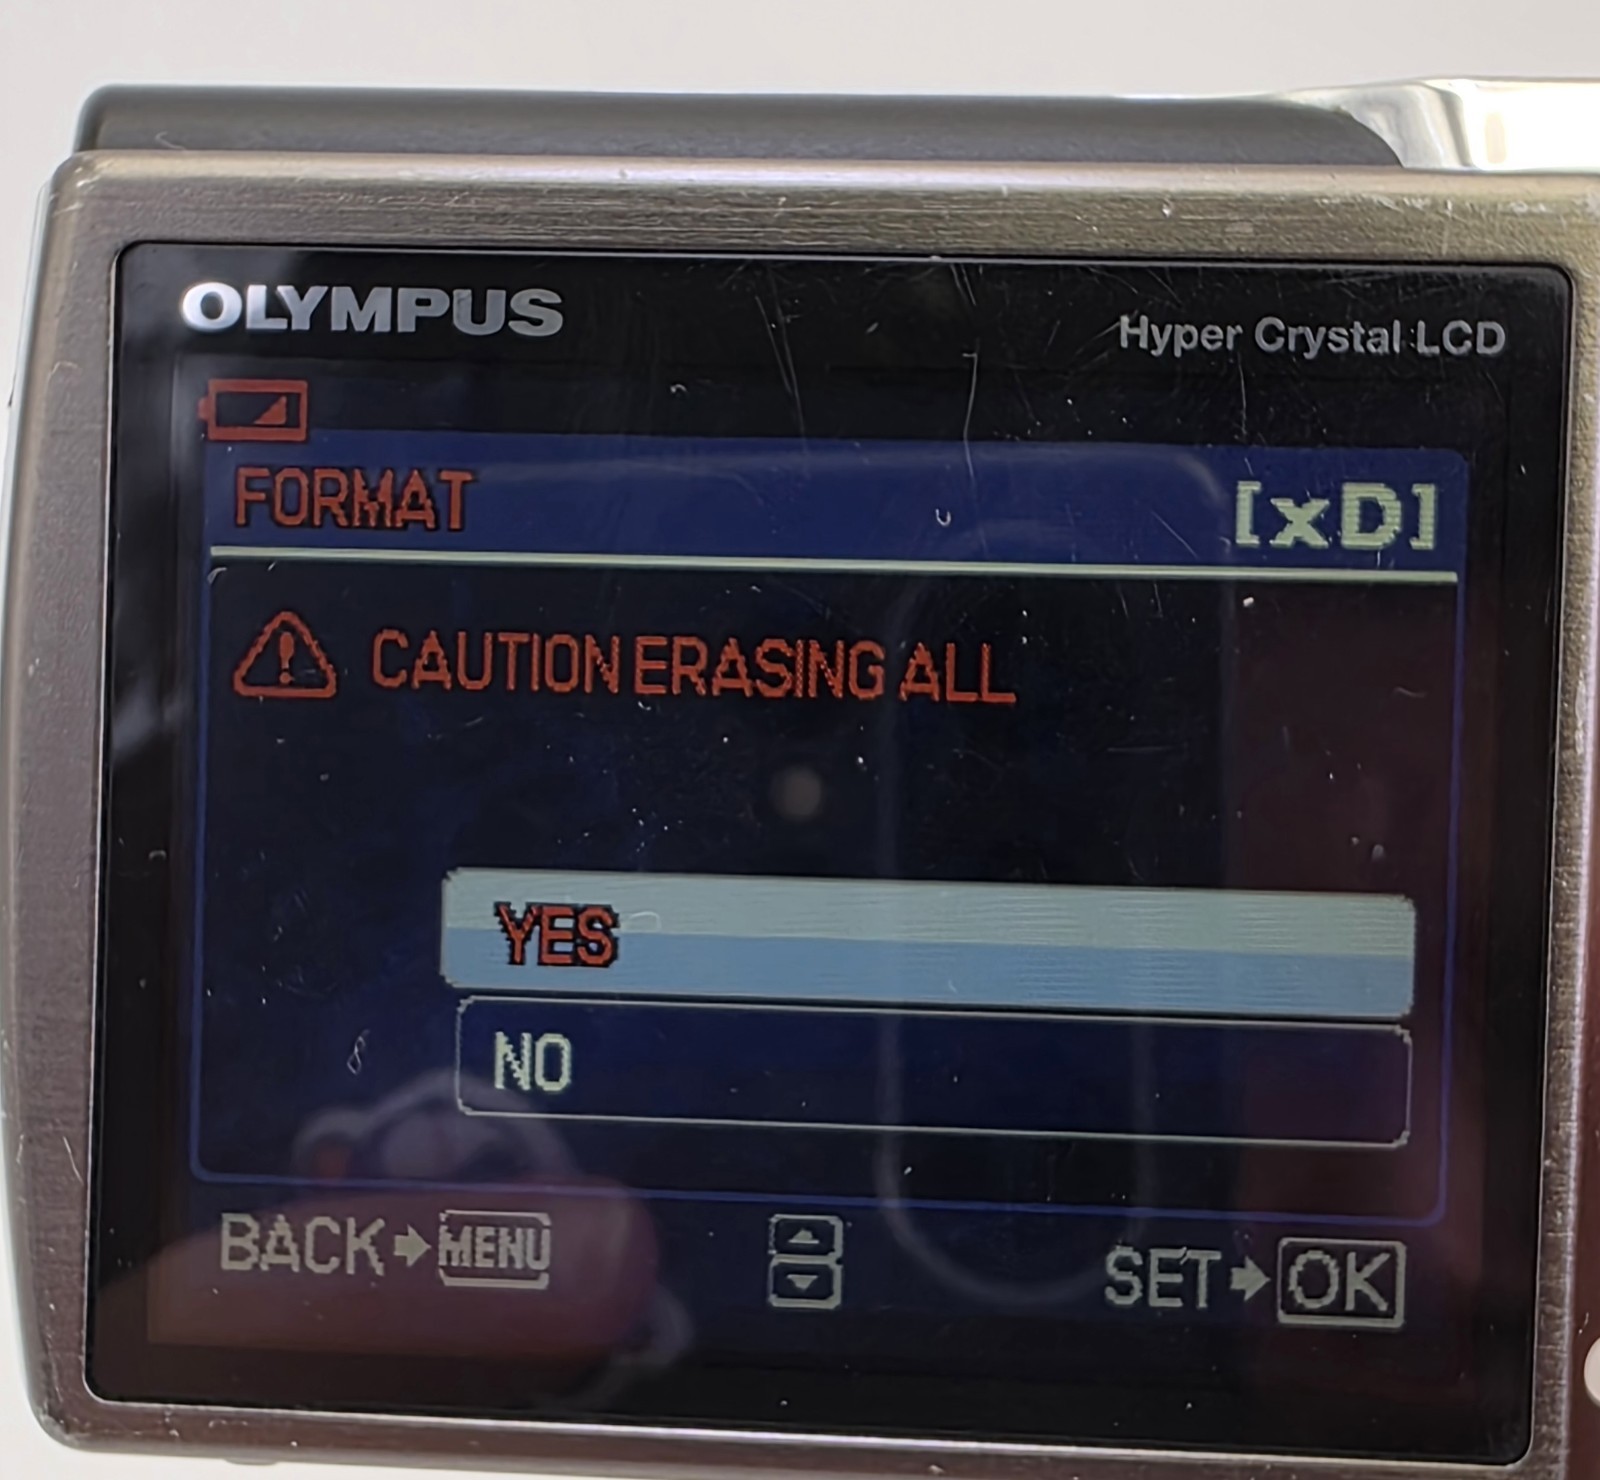 OLYMPUS
Hyper Crystal LCD
FORMAT [xD]
CAUTION ERASING ALL
YES
NO
BACK MENU SET OK